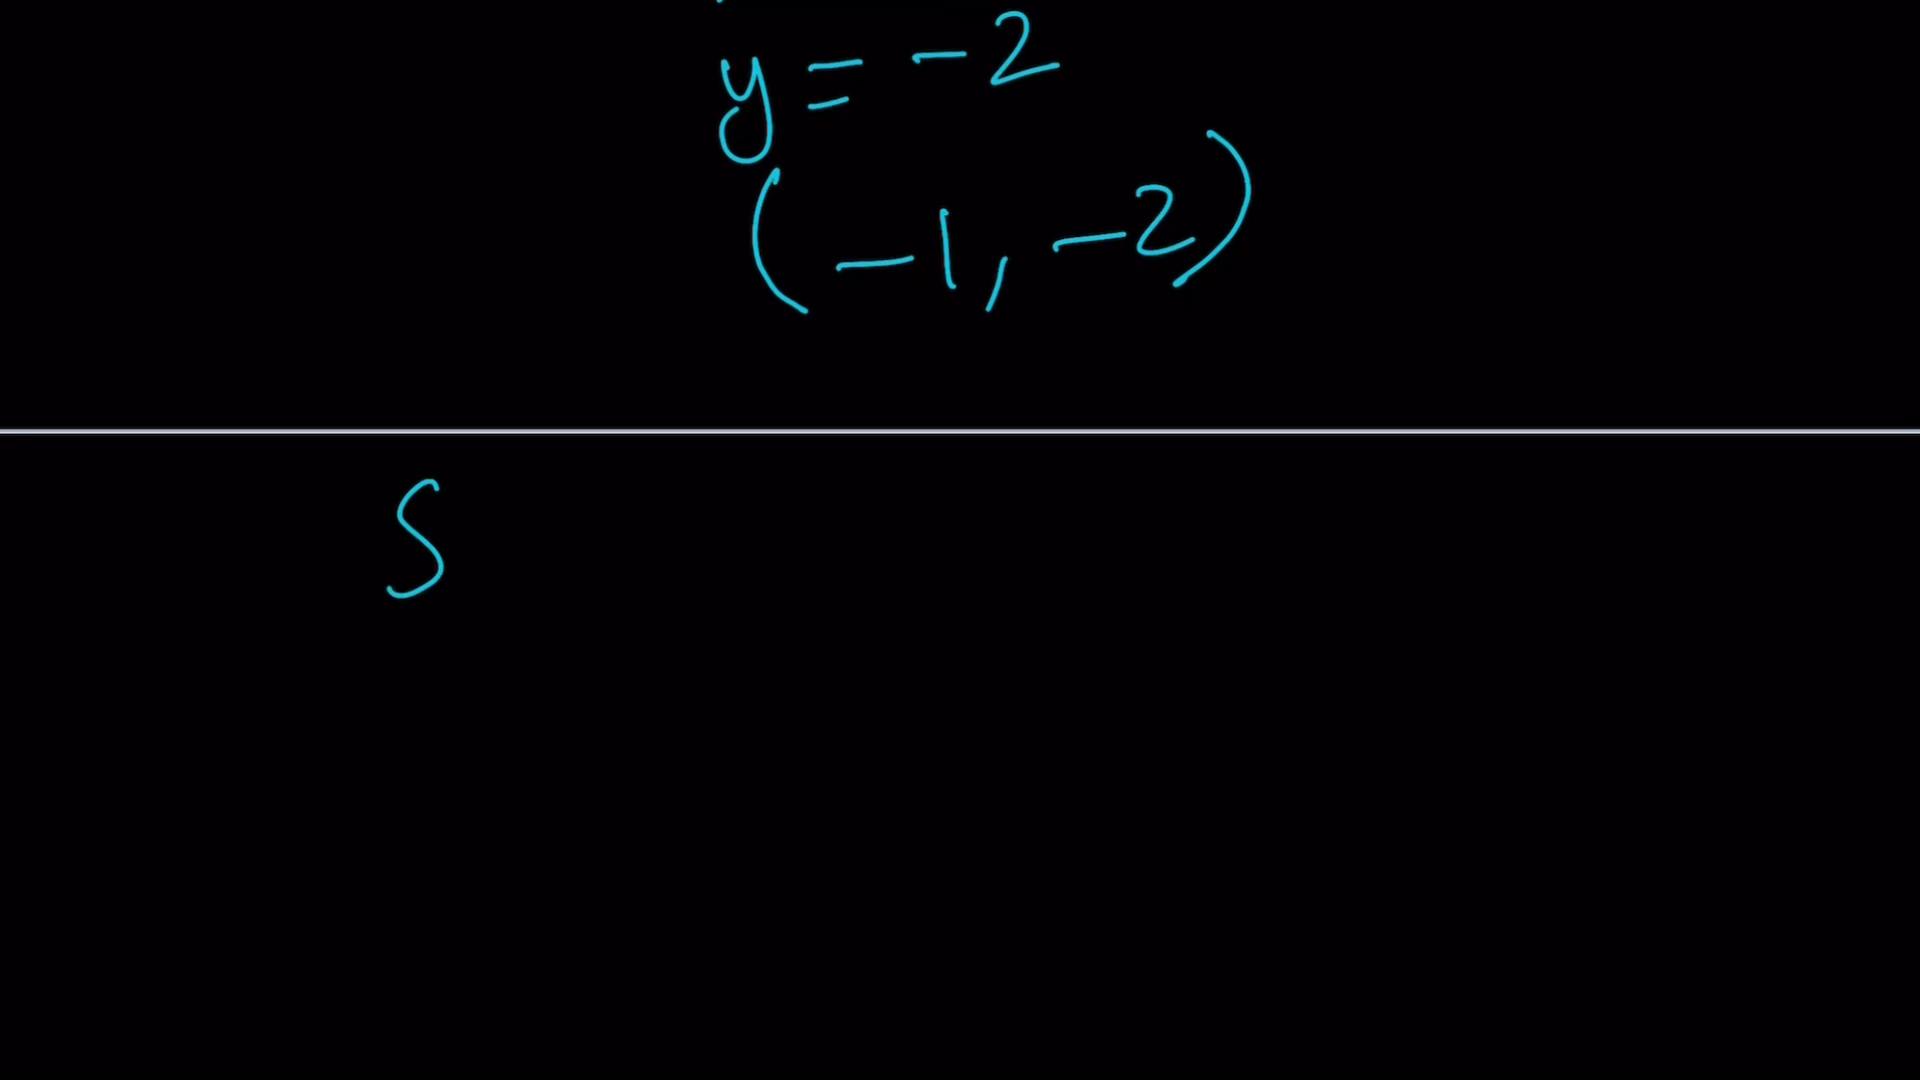 y = -2
(-1, -2)
S